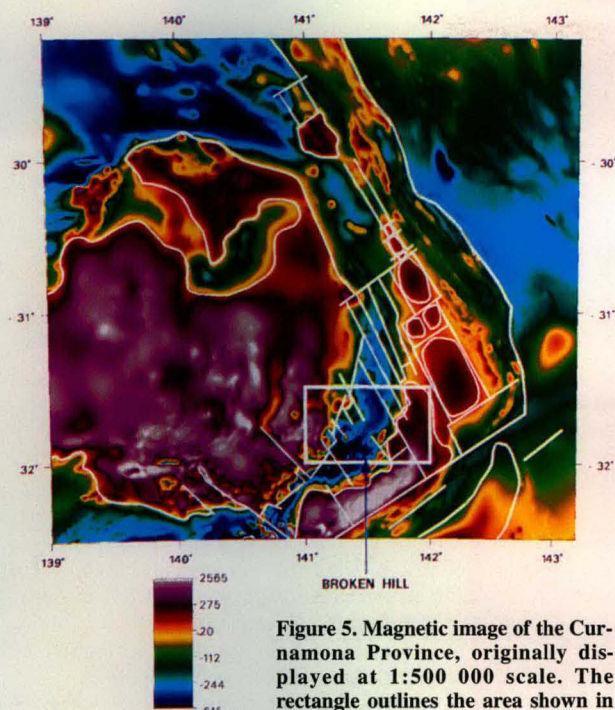 139° 140° 141° 142° 143°
30°
31°
32°
30°
31°
32°
139° 140° 141° 142° 143°
BROKEN HILL
2565
275
-20
-112
-244
Figure 5. Magnetic image of the Cur-
namona Province, originally dis-
played at 1:500 000 scale. The
rectangle outlines the area shown in